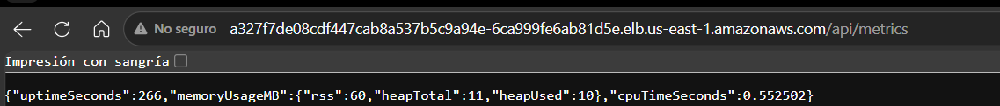 No seguro a327f7de08cdf447cab8a537b5c9a94e-6ca999fe6ab81d5e.elb.us-east-1.amazonaws.com/api/metrics
Impresión con sangría
{"uptimeSeconds":266,"memoryUsageMB":{"rss":60,"heapTotal":11,"heapUsed":10},"cpuTimeSeconds":0.552502}